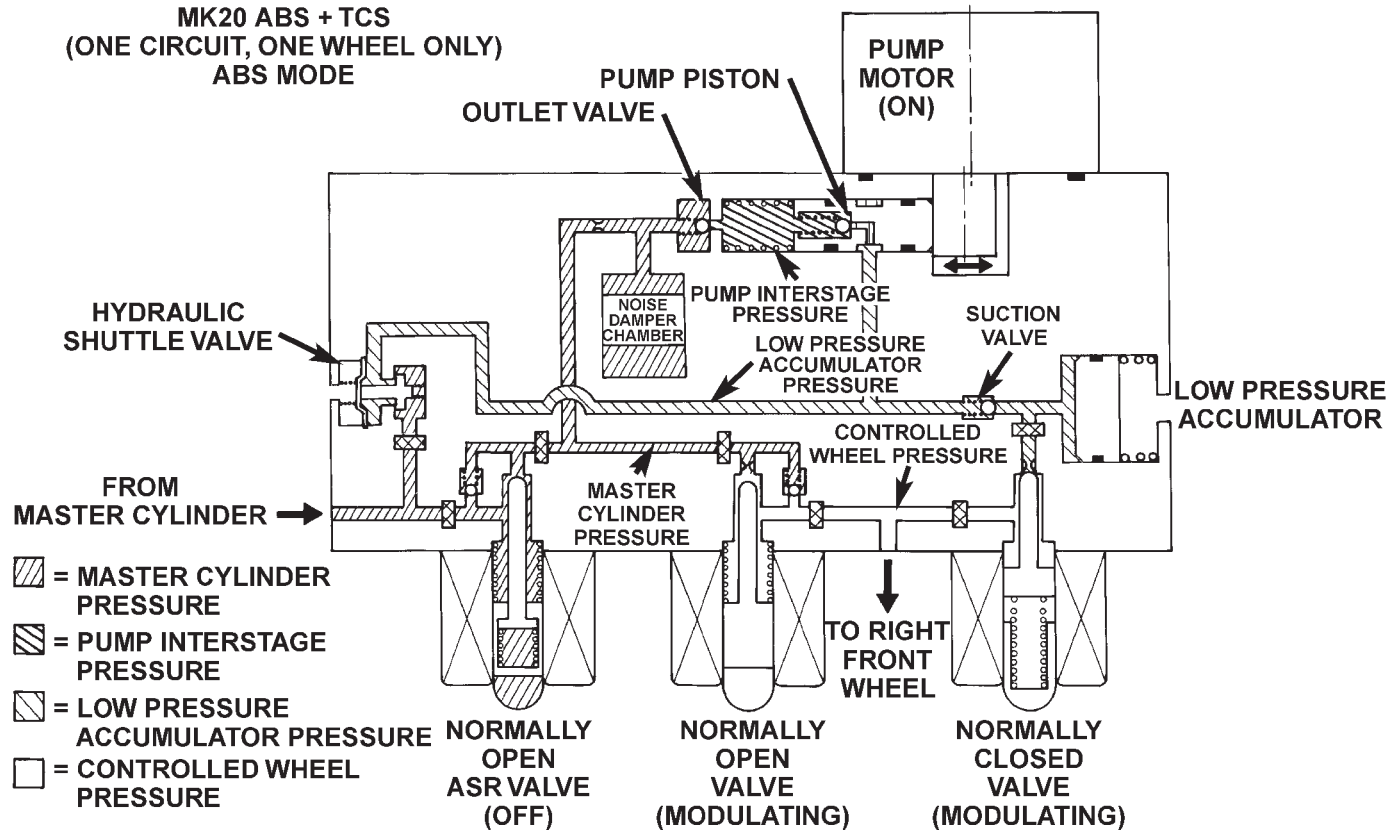 MK20 ABS + TCS
(ONE CIRCUIT, ONE WHEEL ONLY)
ABS MODE
PUMP
MOTOR
(ON)
PUMP PISTON
OUTLET VALVE
HYDRAULIC
SHUTTLE VALVE
NOISE
DAMPER
CHAMBER
PUMP INTERSTAGE
PRESSURE
SUCTION
VALVE
LOW PRESSURE
ACCUMULATOR
PRESSURE
LOW PRESSURE
ACCUMULATOR
CONTROLLED
WHEEL PRESSURE
FROM
MASTER CYLINDER
MASTER
CYLINDER
PRESSURE
= MASTER CYLINDER
PRESSURE
= PUMP INTERSTAGE
PRESSURE
= LOW PRESSURE
ACCUMULATOR PRESSURE
= CONTROLLED WHEEL
PRESSURE
TO RIGHT
FRONT
WHEEL
NORMALLY
OPEN
ASR VALVE
(OFF)
NORMALLY
OPEN
VALVE
(MODULATING)
NORMALLY
CLOSED
VALVE
(MODULATING)